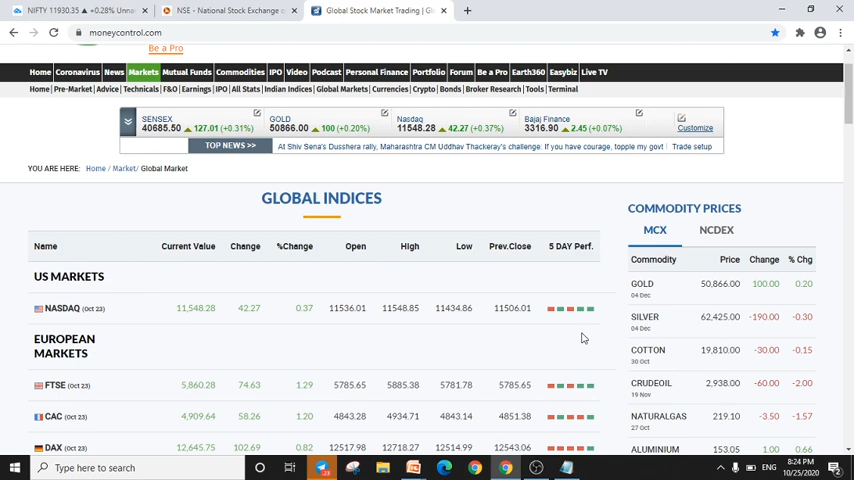 NIFTY 11930.35 ▲ +0.28% Unna
NSE - National Stock Exchange o
Global Stock Market Trading | Gl
moneycontrol.com
Be a Pro
Home Coronavirus News Markets Mutual Funds Commodities IPO Video Podcast Personal Finance Portfolio Forum Be a Pro Earth360 Easybiz Live TV
Home Pre-Market Advice Technicals F&O Earnings IPO All Stats Indian Indices Global Markets Currencies Crypto Bonds Broker Research Tools Terminal
SENSEX GOLD Nasdaq Bajaj Finance
40685.50 ▲ 127.01 (+0.31%) 50866.00 ▲ 100 (+0.20%) 11548.28 ▲ 42.27 (+0.37%) 3316.90 ▲ 2.45 (+0.07%) Customize
TOP NEWS >> At Shiv Sena's Dusshera rally, Maharashtra CM Uddhav Thackeray's challenge: If you have courage, topple my govt | Trade setup
YOU ARE HERE: Home / Market/ Global Market
GLOBAL INDICES
Name Current Value Change %Change Open High Low Prev.Close 5 DAY Perf.
US MARKETS
NASDAQ (Oct 23) 11,548.28 42.27 0.37 11536.01 11548.85 11434.86 11506.01
EUROPEAN
MARKETS
FTSE (Oct 23) 5,860.28 74.63 1.29 5785.65 5885.38 5781.78 5785.65
CAC (Oct 23) 4,909.64 58.26 1.20 4843.28 4934.71 4843.14 4851.38
DAX (Oct 23) 12,645.75 102.69 0.82 12517.98 12718.27 12514.99 12543.06
COMMODITY PRICES
MCX NCDEX
Commodity Price Change % Chg
GOLD 50,866.00 100.00 0.20
04 Dec
SILVER 62,425.00 -190.00 -0.30
04 Dec
COTTON 19,810.00 -30.00 -0.15
30 Oct
CRUDEOIL 2,938.00 -60.00 -2.00
19 Nov
NATURALGAS 219.10 -3.50 -1.57
27 Oct
ALUMINIUM 153.05 1.00 0.66
Type here to search
23
ENG
8:24 PM
10/25/2020
2